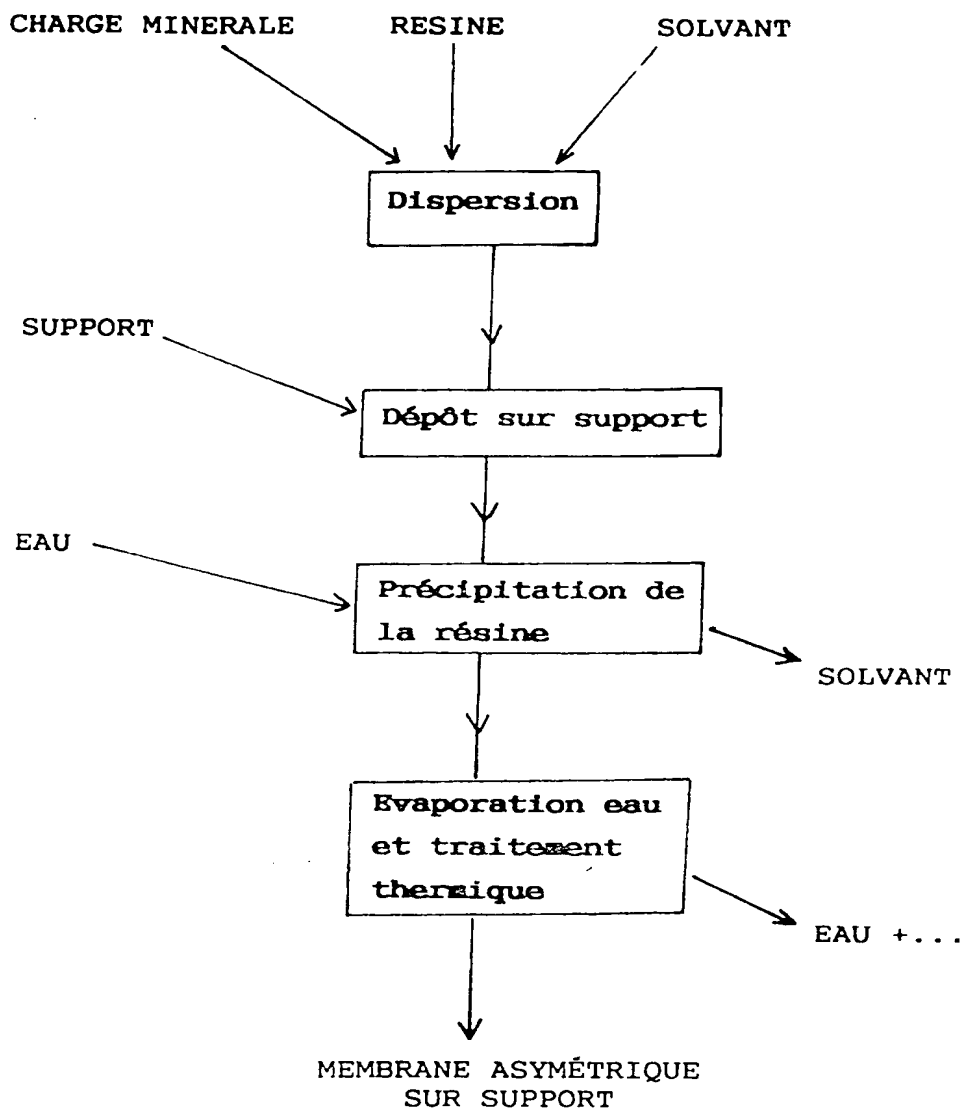 CHARGE MINERALE RESINE SOLVANT
Dispersion
SUPPORT
Dépôt sur support
EAU
Précipitation de
la résine
SOLVANT
Evaporation eau
et traitement
thermique
EAU +...
MEMBRANE ASYMÉTRIQUE
SUR SUPPORT